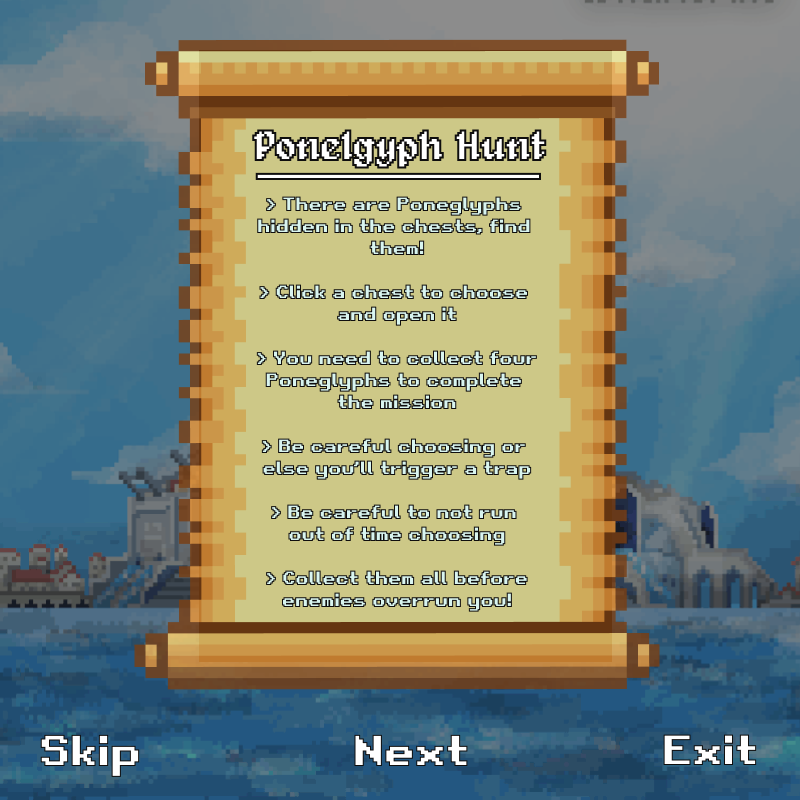 Ponelgyph Hunt
> There are Poneglyphs
hidden in the chests, find
them!
> Click a chest to choose
and open it
> You need to collect four
Poneglyphs to complete
the mission
> Be careful choosing or
else you'll trigger a trap
> Be careful to not run
out of time choosing
> Collect them all before
enemies overrun you!
Skip
Next
Exit